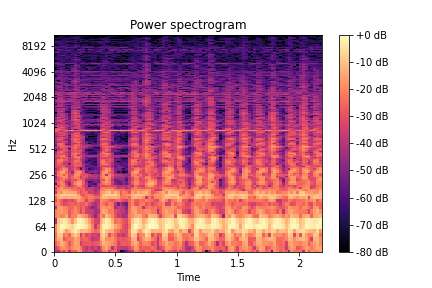 Power spectrogram
8192
4096
2048
1024
512
256
128
64
0
Hz
0
0.5
1
1.5
2
Time
+0 dB
-10 dB
-20 dB
-30 dB
-40 dB
-50 dB
-60 dB
-70 dB
-80 dB